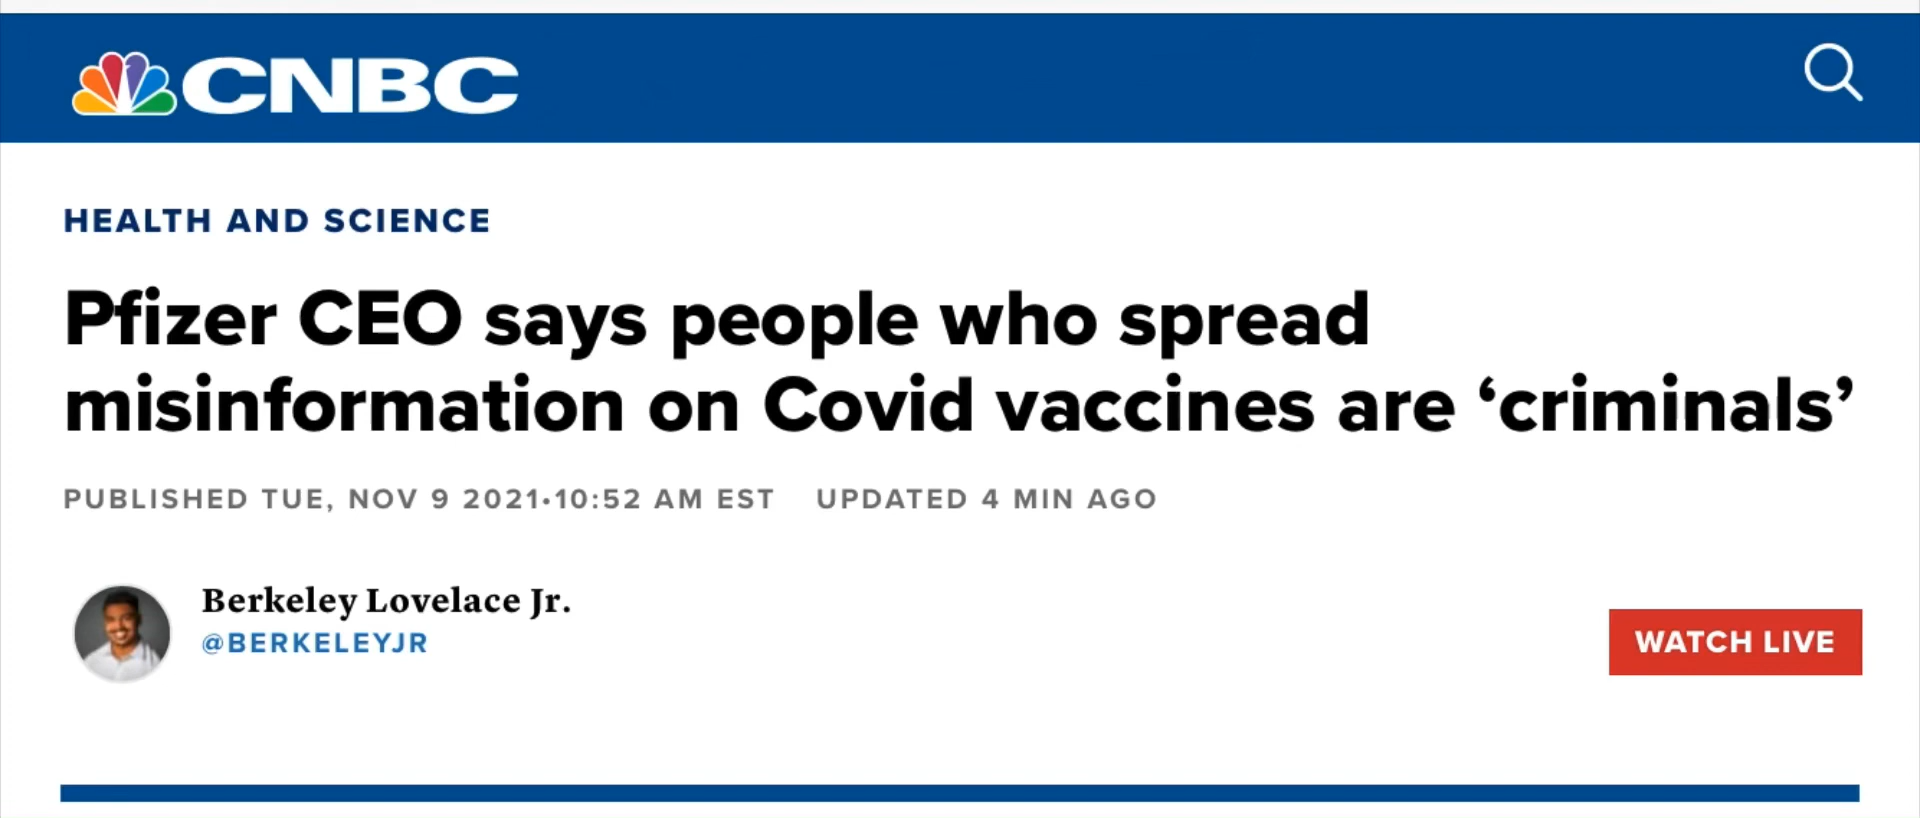 CNBC
HEALTH AND SCIENCE
Pfizer CEO says people who spread
misinformation on Covid vaccines are ‘criminals’
PUBLISHED TUE, NOV 9 2021•10:52 AM EST UPDATED 4 MIN AGO
Berkeley Lovelace Jr.
@BERKELEYJR
WATCH LIVE